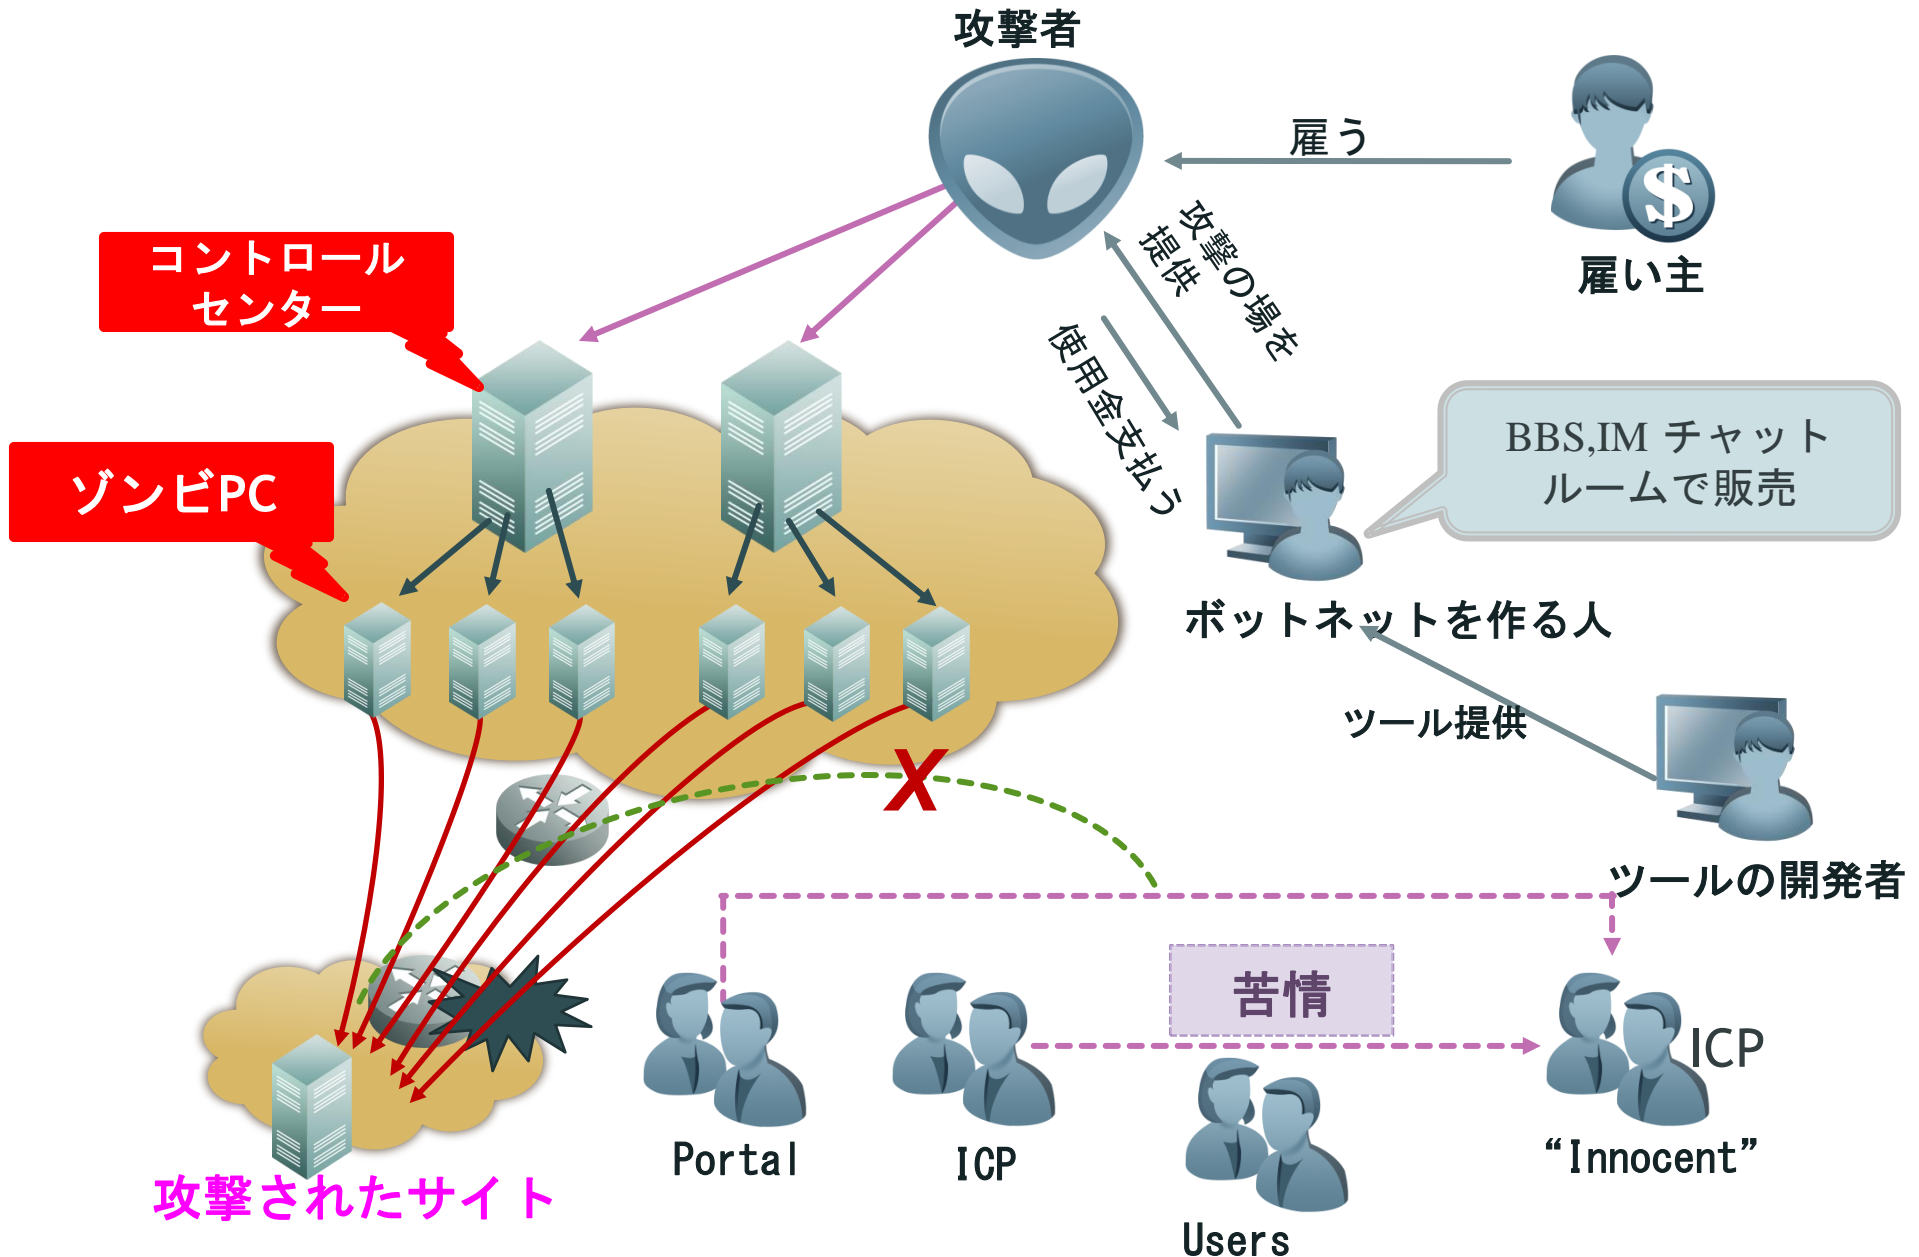 攻撃者
雇う
$
雇い主
コントロール
センター
攻撃の場を
提供
使用金支払う
ゾンビPC
BBS,IM チャット
ルームで販売
ボットネットを作る人
ツール提供
X
ツールの開発者
苦情
ICP
Portal
ICP
Users
“Innocent”
攻撃されたサイト